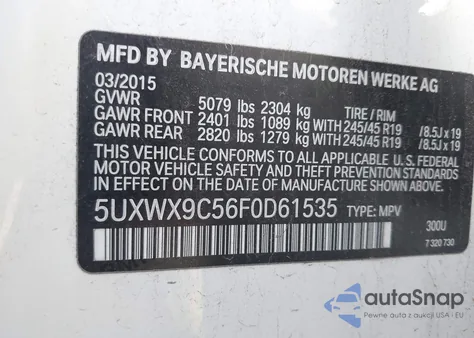 MFD BY BAYERISCHE MOTOREN WERKE AG
03/2015
GVWR 5079 lbs 2304 kg TIRE / RIM
GAWR FRONT 2401 lbs 1089 kg WITH 245/45 R19 /8.5J x 19
GAWR REAR 2820 lbs 1279 kg WITH 245/45 R19 /8.5J x 19
THIS VEHICLE CONFORMS TO ALL APPLICABLE U.S. FEDERAL
MOTOR VEHICLE SAFETY, BUMPER, AND THEFT PREVENTION
STANDARDS IN EFFECT ON THE DATE OF MANUFACTURE SHOWN ABOVE.
5UXWX9C56F0D61535 TYPE: MPV
300U
7 320 730
autoSnap
Pewne auta z USA i EU